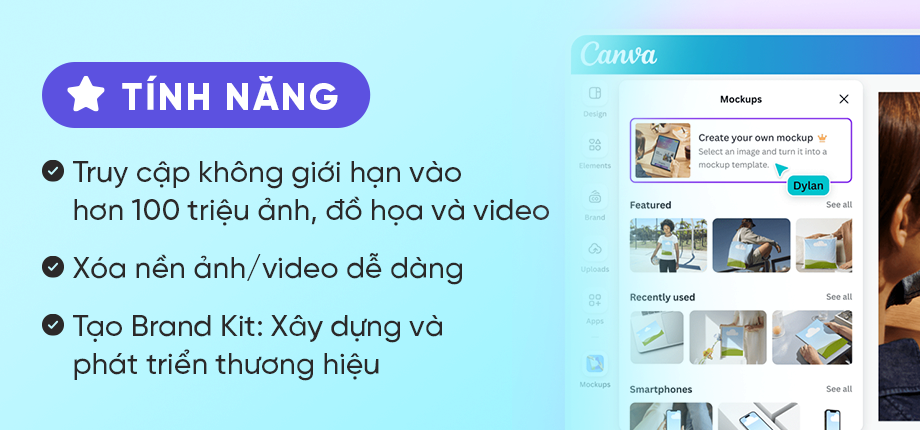 TÍNH NĂNG
Truy cập không giới hạn vào
hơn 100 triệu ảnh, đồ họa và video
Xóa nền ảnh/video dễ dàng
Tạo Brand Kit: Xây dựng và
phát triển thương hiệu
Canva
Design
Elements
Brand
Uploads
Apps
Mockups
Mockups
Create your own mockup
Select an image and turn it into a
mockup template.
Dylan
Featured See all
Recently used See all
Smartphones See all